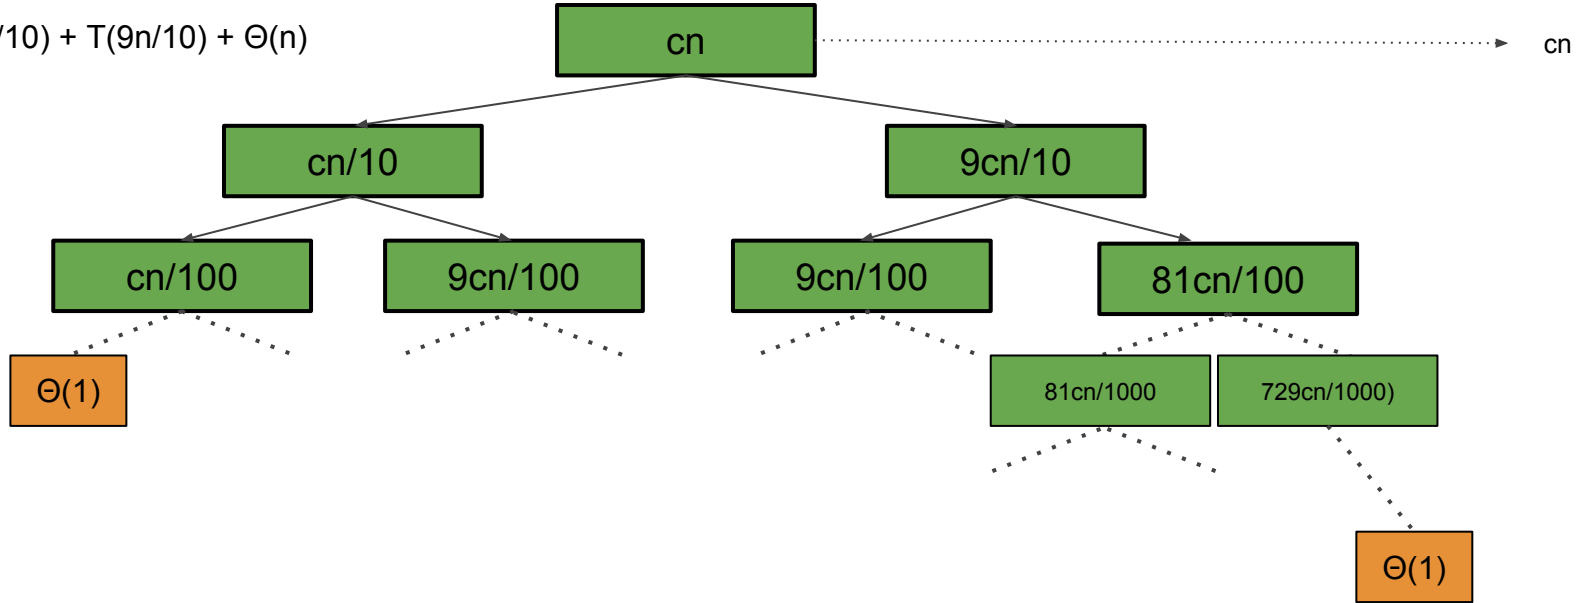 /10) + T(9n/10) + Θ(n)
cn
cn
cn/10
9cn/10
cn/100
9cn/100
9cn/100
81cn/100
Θ(1)
81cn/1000
729cn/1000)
Θ(1)